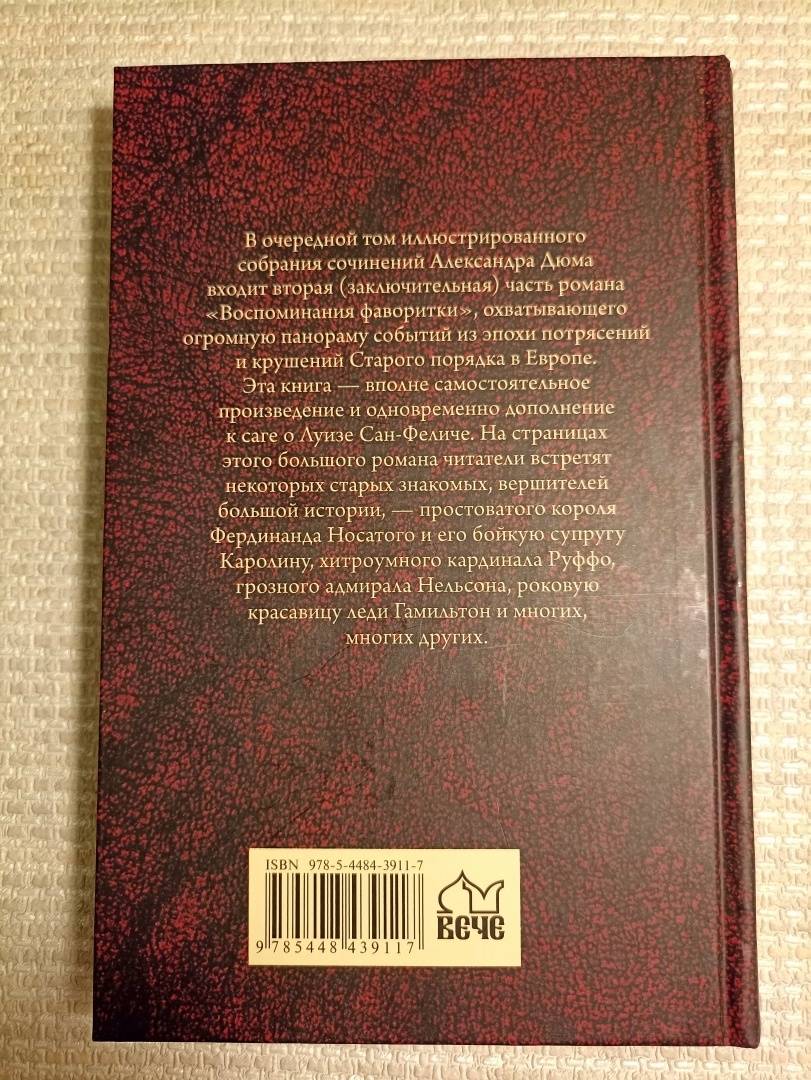 В очередной том иллюстрированного
собрания сочинений Александра Дюма
входит вторая (заключительная) часть романа
«Воспоминания фаворитки», охватывающего
огромную панораму событий из эпохи потрясений
и крушений Старого порядка в Европе.
Эта книга — вполне самостоятельное
произведение и одновременно дополнение
к саге о Луизе Сан-Феличе. На страницах
этого большого романа читатели встретят
некоторых старых знакомых, вершителей
большой истории, — простоватого короля
Фердинанда Носатого и его бойкую супругу
Каролину, хитроумного кардинала Руффо,
грозного адмирала Нельсона, роковую
красавицу леди Гамильтон и многих,
многих других.
ISBN 978-5-4484-3911-7
9 785448 439117
ВЕЧЕ